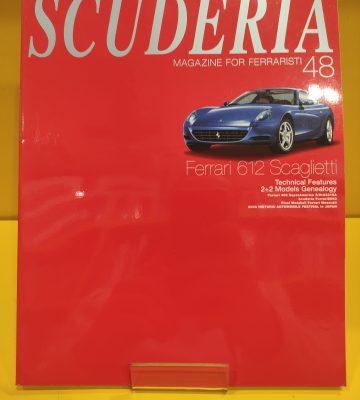 SCUDERIA
MAGAZINE FOR FERRARISTI
48
Ferrari 612 Scaglietti
Technical Features
2+2 Models Genealogy